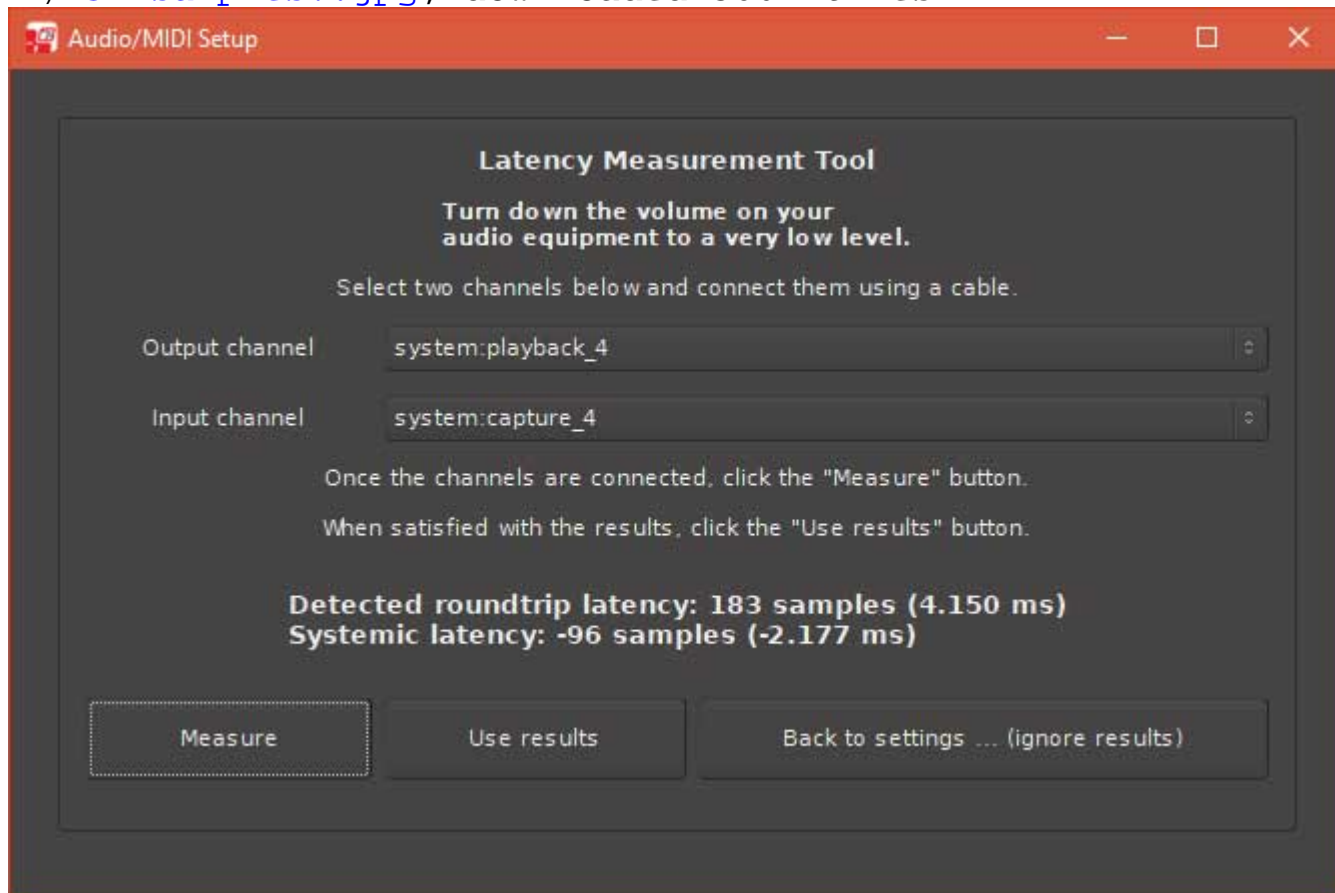 Audio/MIDI Setup
Latency Measurement Tool
Turn down the volume on your
audio equipment to a very low level.
Select two channels below and connect them using a cable.
Output channel system:playback_4
Input channel system:capture_4
Once the channels are connected, click the "Measure" button.
When satisfied with the results, click the "Use results" button.
Detected roundtrip latency: 183 samples (4.150 ms)
Systemic latency: -96 samples (-2.177 ms)
Measure Use results Back to settings ... (ignore results)